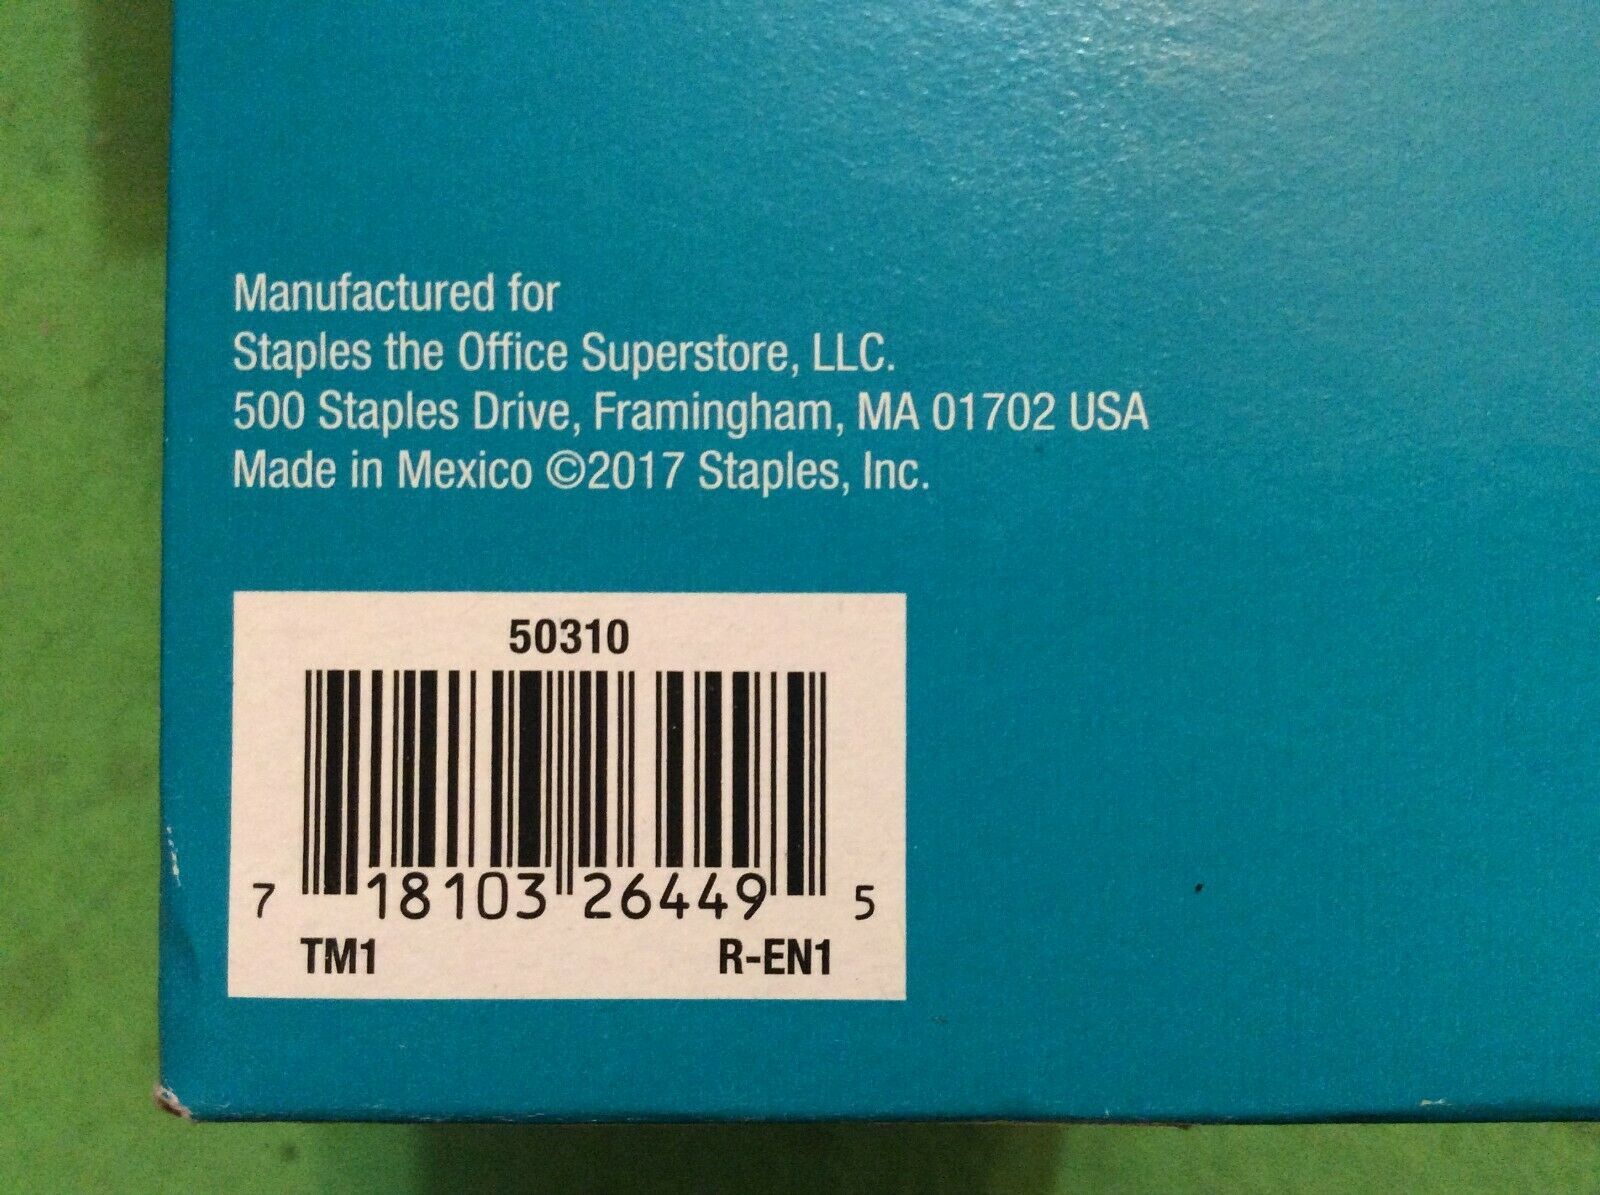 Manufactured for
Staples the Office Superstore, LLC.
500 Staples Drive, Framingham, MA 01702 USA
Made in Mexico ©2017 Staples, Inc.
50310
7 18103 26449 5
TM1 R-EN1